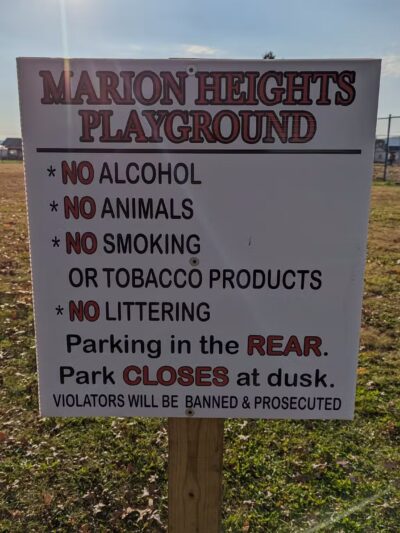 MARION HEIGHTS
PLAYGROUND
* NO ALCOHOL
* NO ANIMALS
* NO SMOKING
OR TOBACCO PRODUCTS
* NO LITTERING
Parking in the REAR.
Park CLOSES at dusk.
VIOLATORS WILL BE BANNED & PROSECUTED